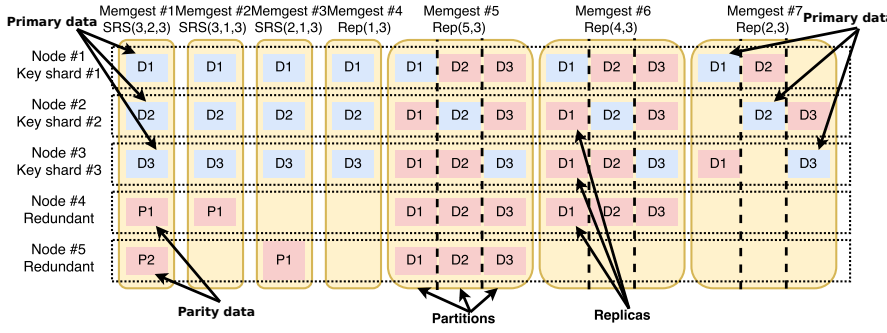 Primary data
Memgest #1 Memgest #2 Memgest #3 Memgest #4 Memgest #5 Memgest #6 Memgest #7
SRS(3,2,3) SRS(3,1,3) SRS(2,1,3) Rep(1,3) Rep(5,3) Rep(4,3) Rep(2,3)
Primary data
Node #1
Key shard #1
D1 D1 D1 D1 D1 D2 D3 D1 D2 D3 D1 D2
Node #2
Key shard #2
D2 D2 D2 D2 D1 D2 D3 D1 D2 D3 D2 D3
Node #3
Key shard #3
D3 D3 D3 D3 D1 D2 D3 D1 D2 D3 D1 D3
Node #4
Redundant
P1 P1 D1 D2 D3 D1 D2 D3
Node #5
Redundant
P2 P1 D1 D2 D3
Parity data
Partitions
Replicas